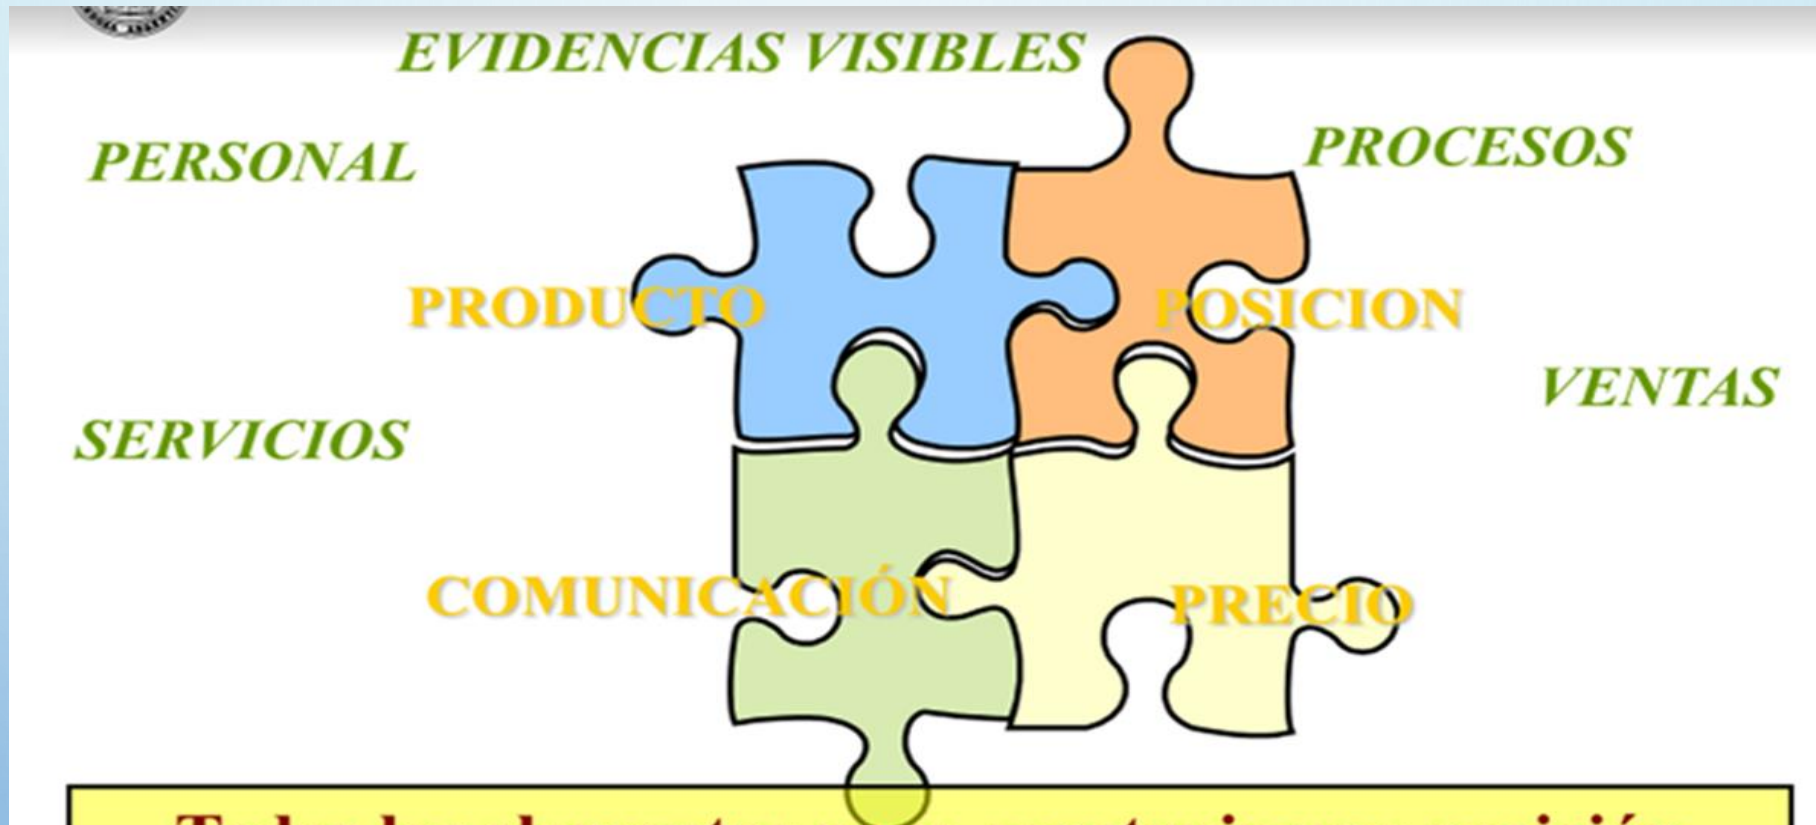 EVIDENCIAS VISIBLES
PERSONAL
PROCESOS
PRODUCTO
POSICION
VENTAS
SERVICIOS
COMUNICACIÓN
PRECIO